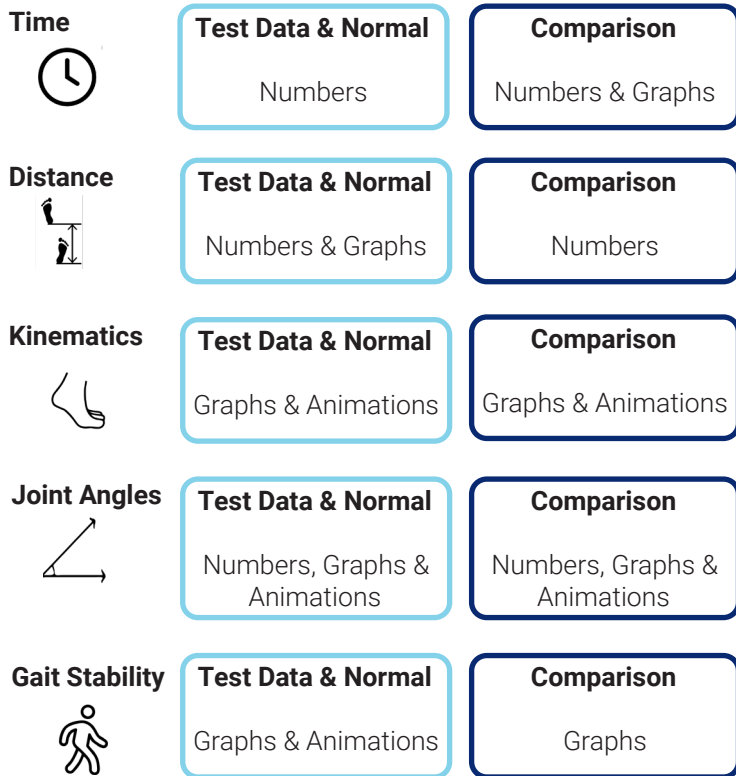 Time
Test Data & Normal
Numbers
Comparison
Numbers & Graphs
Distance
Test Data & Normal
Numbers & Graphs
Comparison
Numbers
Kinematics
Test Data & Normal
Graphs & Animations
Comparison
Graphs & Animations
Joint Angles
Test Data & Normal
Numbers, Graphs &
Animations
Comparison
Numbers, Graphs &
Animations
Gait Stability
Test Data & Normal
Graphs & Animations
Comparison
Graphs